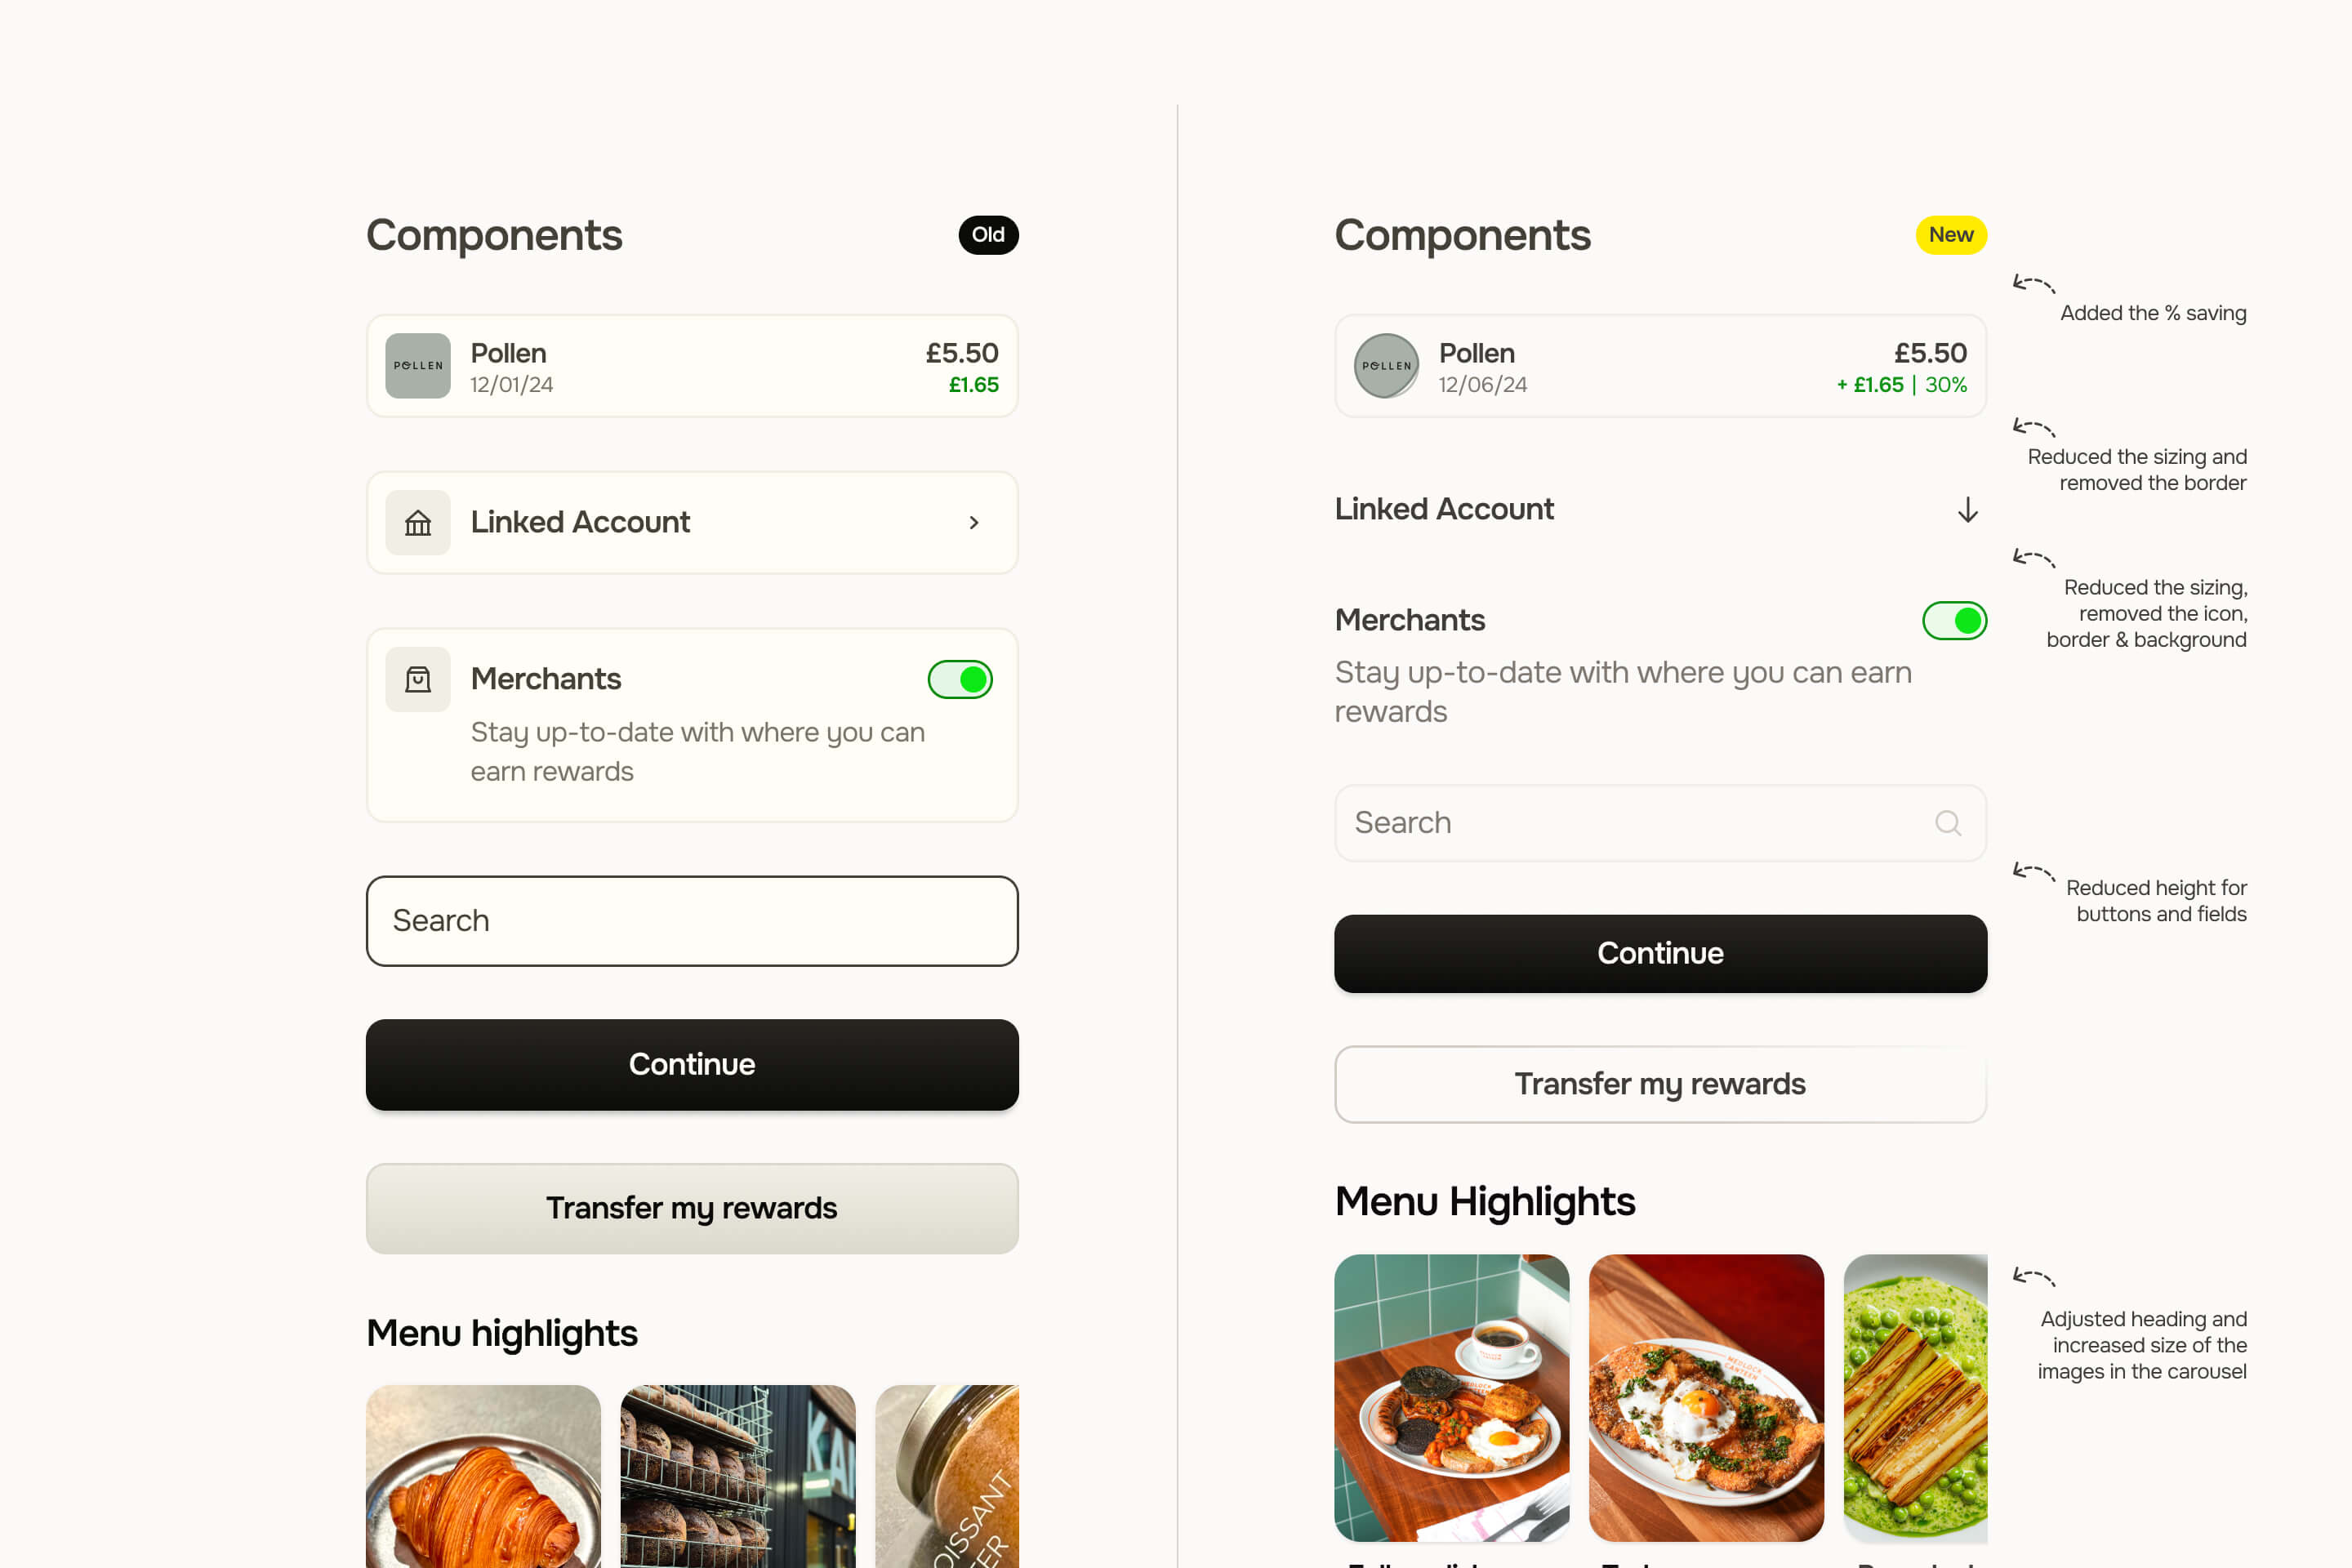 Components
Old
POLLEN
Pollen
12/01/24
£5.50
£1.65
Linked Account
Merchants
Stay up-to-date with where you can
earn rewards
Search
Continue
Transfer my rewards
Menu highlights
Components
New
Added the % saving
POLLEN
Pollen
12/06/24
£5.50
+ £1.65 | 30%
Reduced the sizing and
removed the border
Linked Account
Reduced the sizing,
removed the icon,
border & background
Merchants
Stay up-to-date with where you can earn
rewards
Search
Reduced height for
buttons and fields
Continue
Transfer my rewards
Menu Highlights
MEDLOCK
CANTEEN
Adjusted heading and
increased size of the
images in the carousel